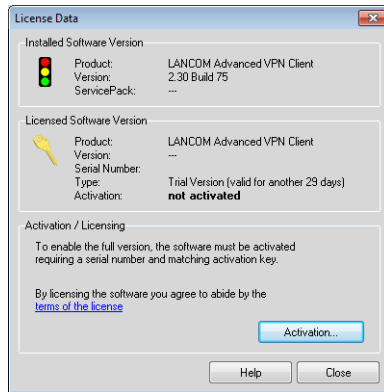 License Data
Installed Software Version
Product: LANCOM Advanced VPN Client
Version: 2.30 Build 75
ServicePack: ---
Licensed Software Version
Product: LANCOM Advanced VPN Client
Version: ---
Serial Number:
Type: Trial Version (valid for another 29 days)
Activation: not activated
Activation / Licensing
To enable the full version, the software must be activated
requiring a serial number and matching activation key.
By licensing the software you agree to abide by the
terms of the license
Activation...
Help Close